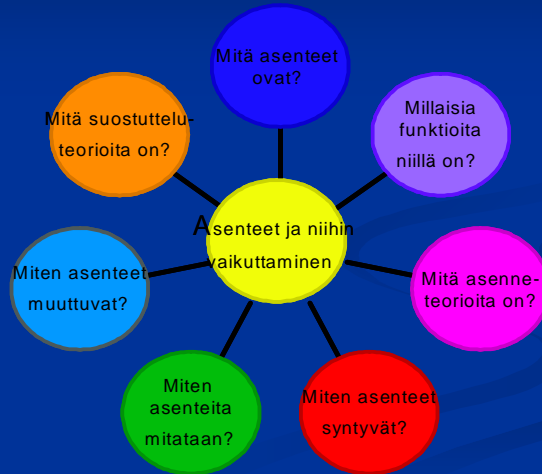 Mitä asenteet
ovat?
Millaisia
funktioita
niillä on?
Mitä asenne-
teorioita on?
Miten asenteet
syntyvät?
Miten
asenteita
mitataan?
Miten asenteet
muuttuvat?
Mitä suostuttelu-
teorioita on?
Asenteet ja niihin
vaikuttaminen